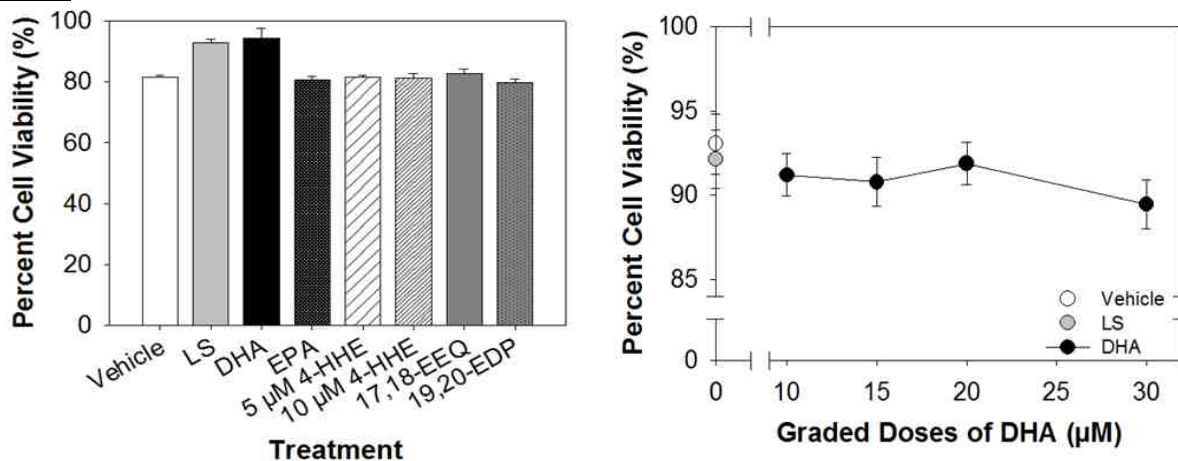 Percent Cell Viability (%)
100
80
60
40
20
0
Vehicle
LS
DHA
EPA
5 µM 4-HHE
10 µM 4-HHE
17,18-EEQ
19,20-EDP
Treatment
Percent Cell Viability (%)
100
95
90
85
0
Vehicle
LS
DHA
0
10
15
20
25
30
Graded Doses of DHA (µM)